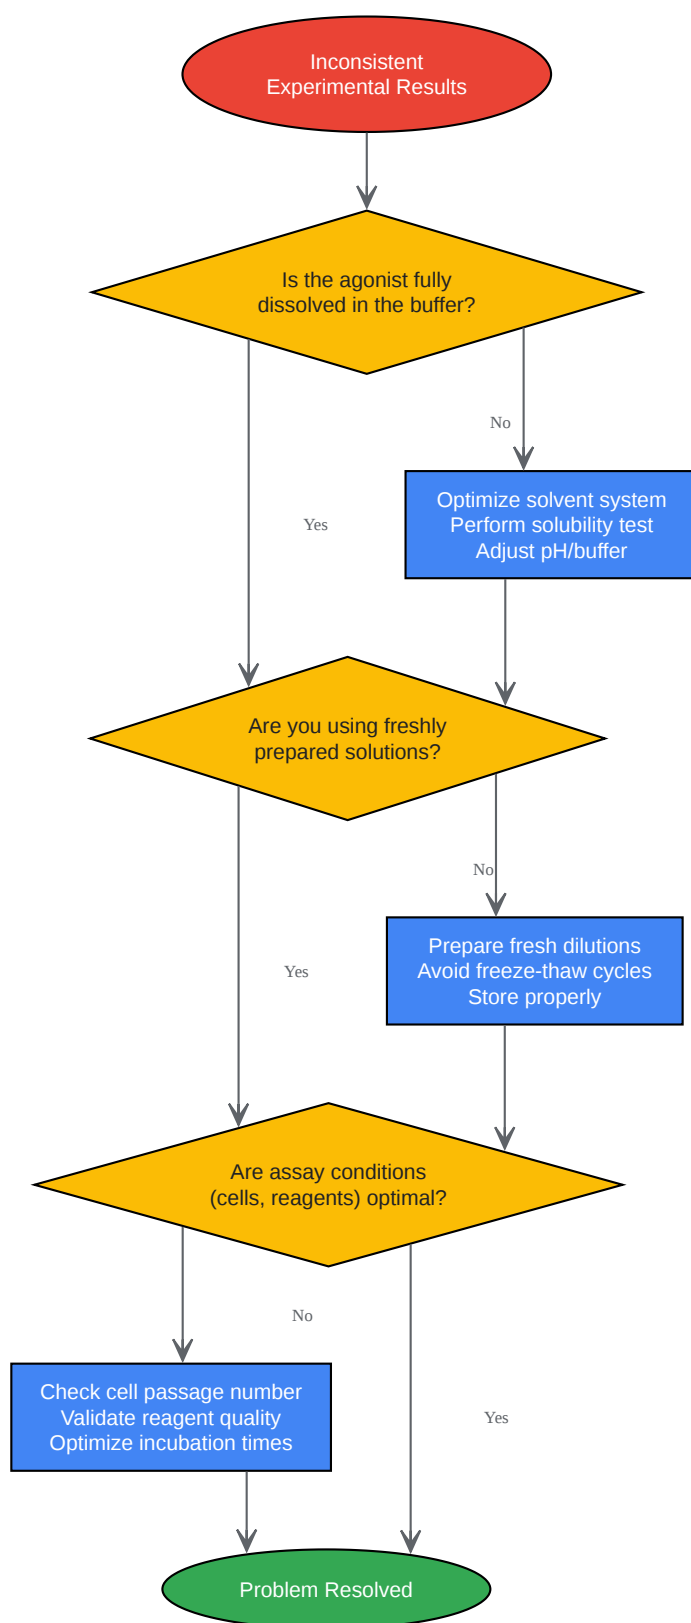 Inconsistent
Experimental Results
Is the agonist fully
dissolved in the buffer?
No
Optimize solvent system
Perform solubility test
Adjust pH/buffer
Yes
Are you using freshly
prepared solutions?
No
Prepare fresh dilutions
Avoid freeze-thaw cycles
Store properly
Yes
Are assay conditions
(cells, reagents) optimal?
No
Check cell passage number
Validate reagent quality
Optimize incubation times
Yes
Problem Resolved